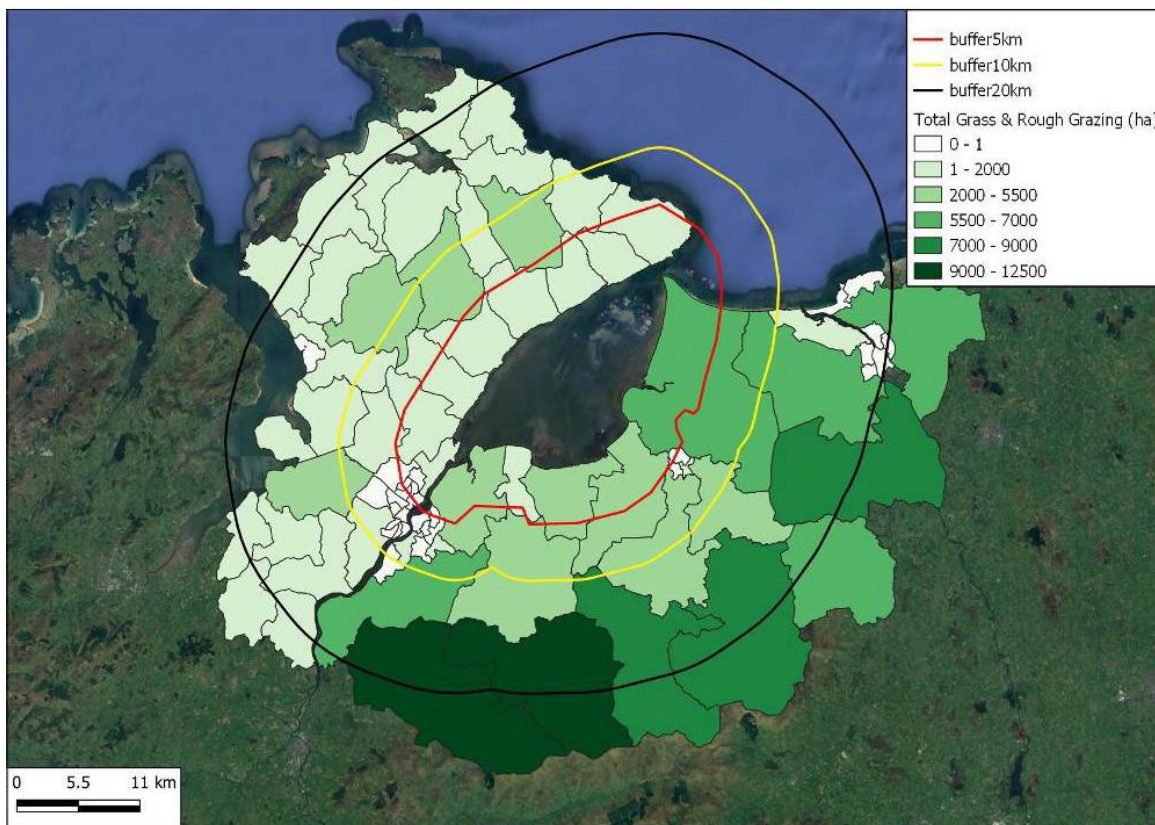 buffer5km
buffer10km
buffer20km
Total Grass & Rough Grazing (ha)
0 - 1
1 - 2000
2000 - 5500
5500 - 7000
7000 - 9000
9000 - 12500
0 5.5 11 km